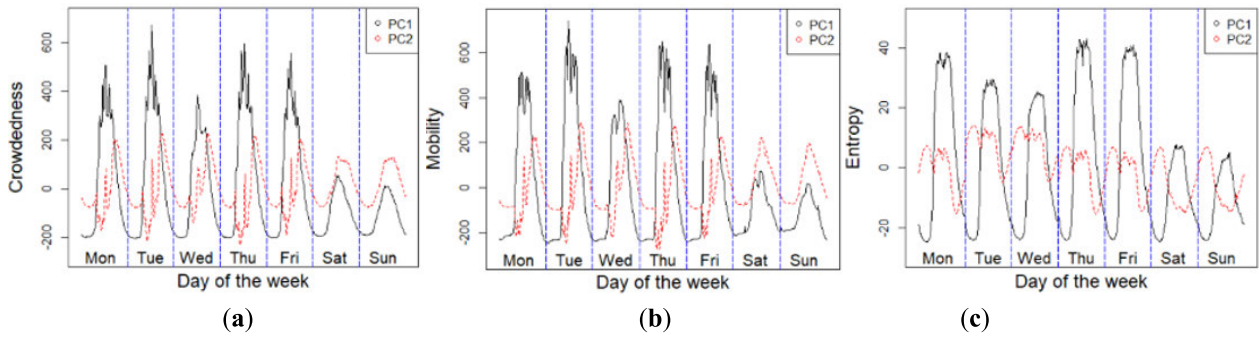 Crowdedness
600
400
200
0
-200
PC1
PC2
Mon Tue Wed Thu Fri Sat Sun
Day of the week
(a)
Mobility
600
400
200
0
-200
PC1
PC2
Mon Tue Wed Thu Fri Sat Sun
Day of the week
(b)
Entropy
40
20
0
-20
PC1
PC2
Mon Tue Wed Thu Fri Sat Sun
Day of the week
(c)